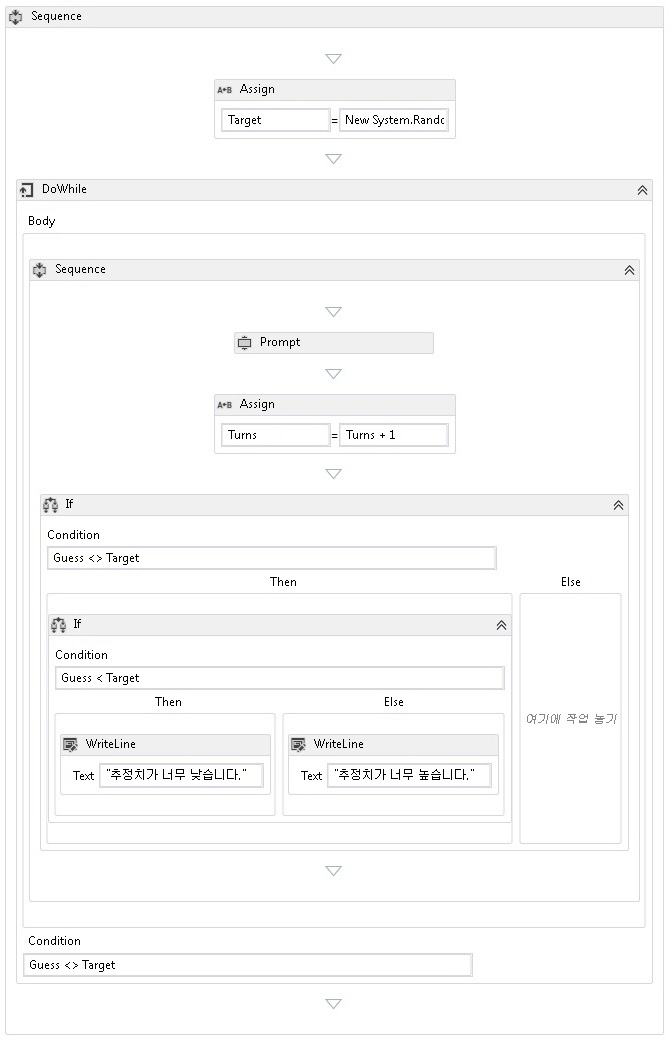 Sequence
A+B Assign
Target = New System.Rando
DoWhile
Body
Sequence
Prompt
A+B Assign
Turns = Turns + 1
If
Condition
Guess <> Target
Then Else
If
Condition
Guess < Target
Then Else
WriteLine WriteLine
Text "추정치가 너무 낮습니다." Text "추정치가 너무 높습니다."
여기에 작업 놓기
Condition
Guess <> Target